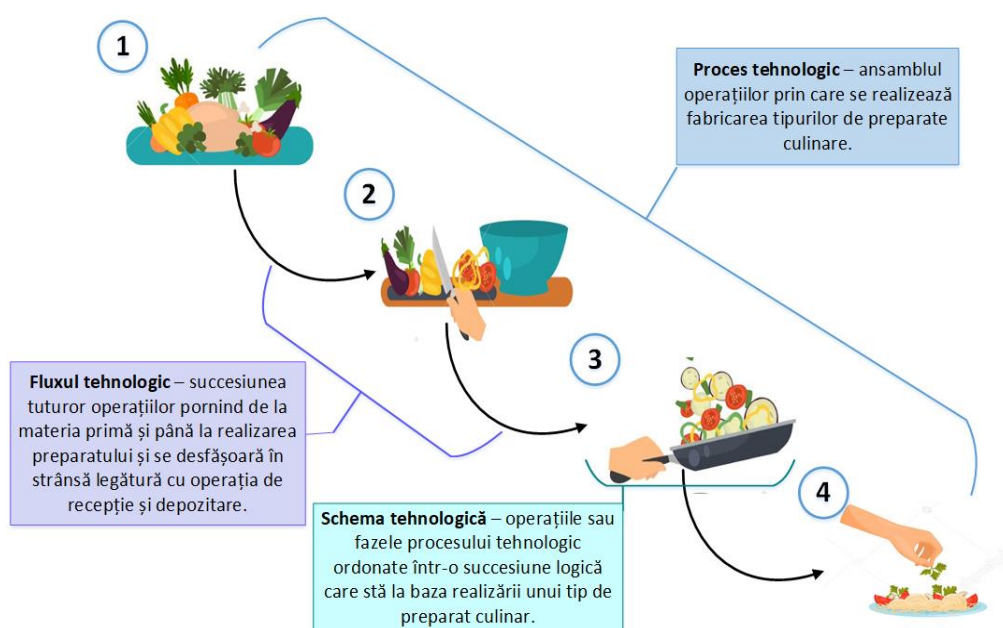 1
Proces tehnologic – ansamblul
operațiilor prin care se realizează
fabricarea tipurilor de preparate
culinare.
2
3
Fluxul tehnologic – succesiunea
tuturor operațiilor pornind de la
materia primă și până la realizarea
preparatului și se desfășoară în
strânsă legătură cu operația de
recepție și depozitare.
4
Schema tehnologică – operațiile sau
fazele procesului tehnologic
ordonate într-o succesiune logică
care stă la baza realizării unui tip de
preparat culinar.